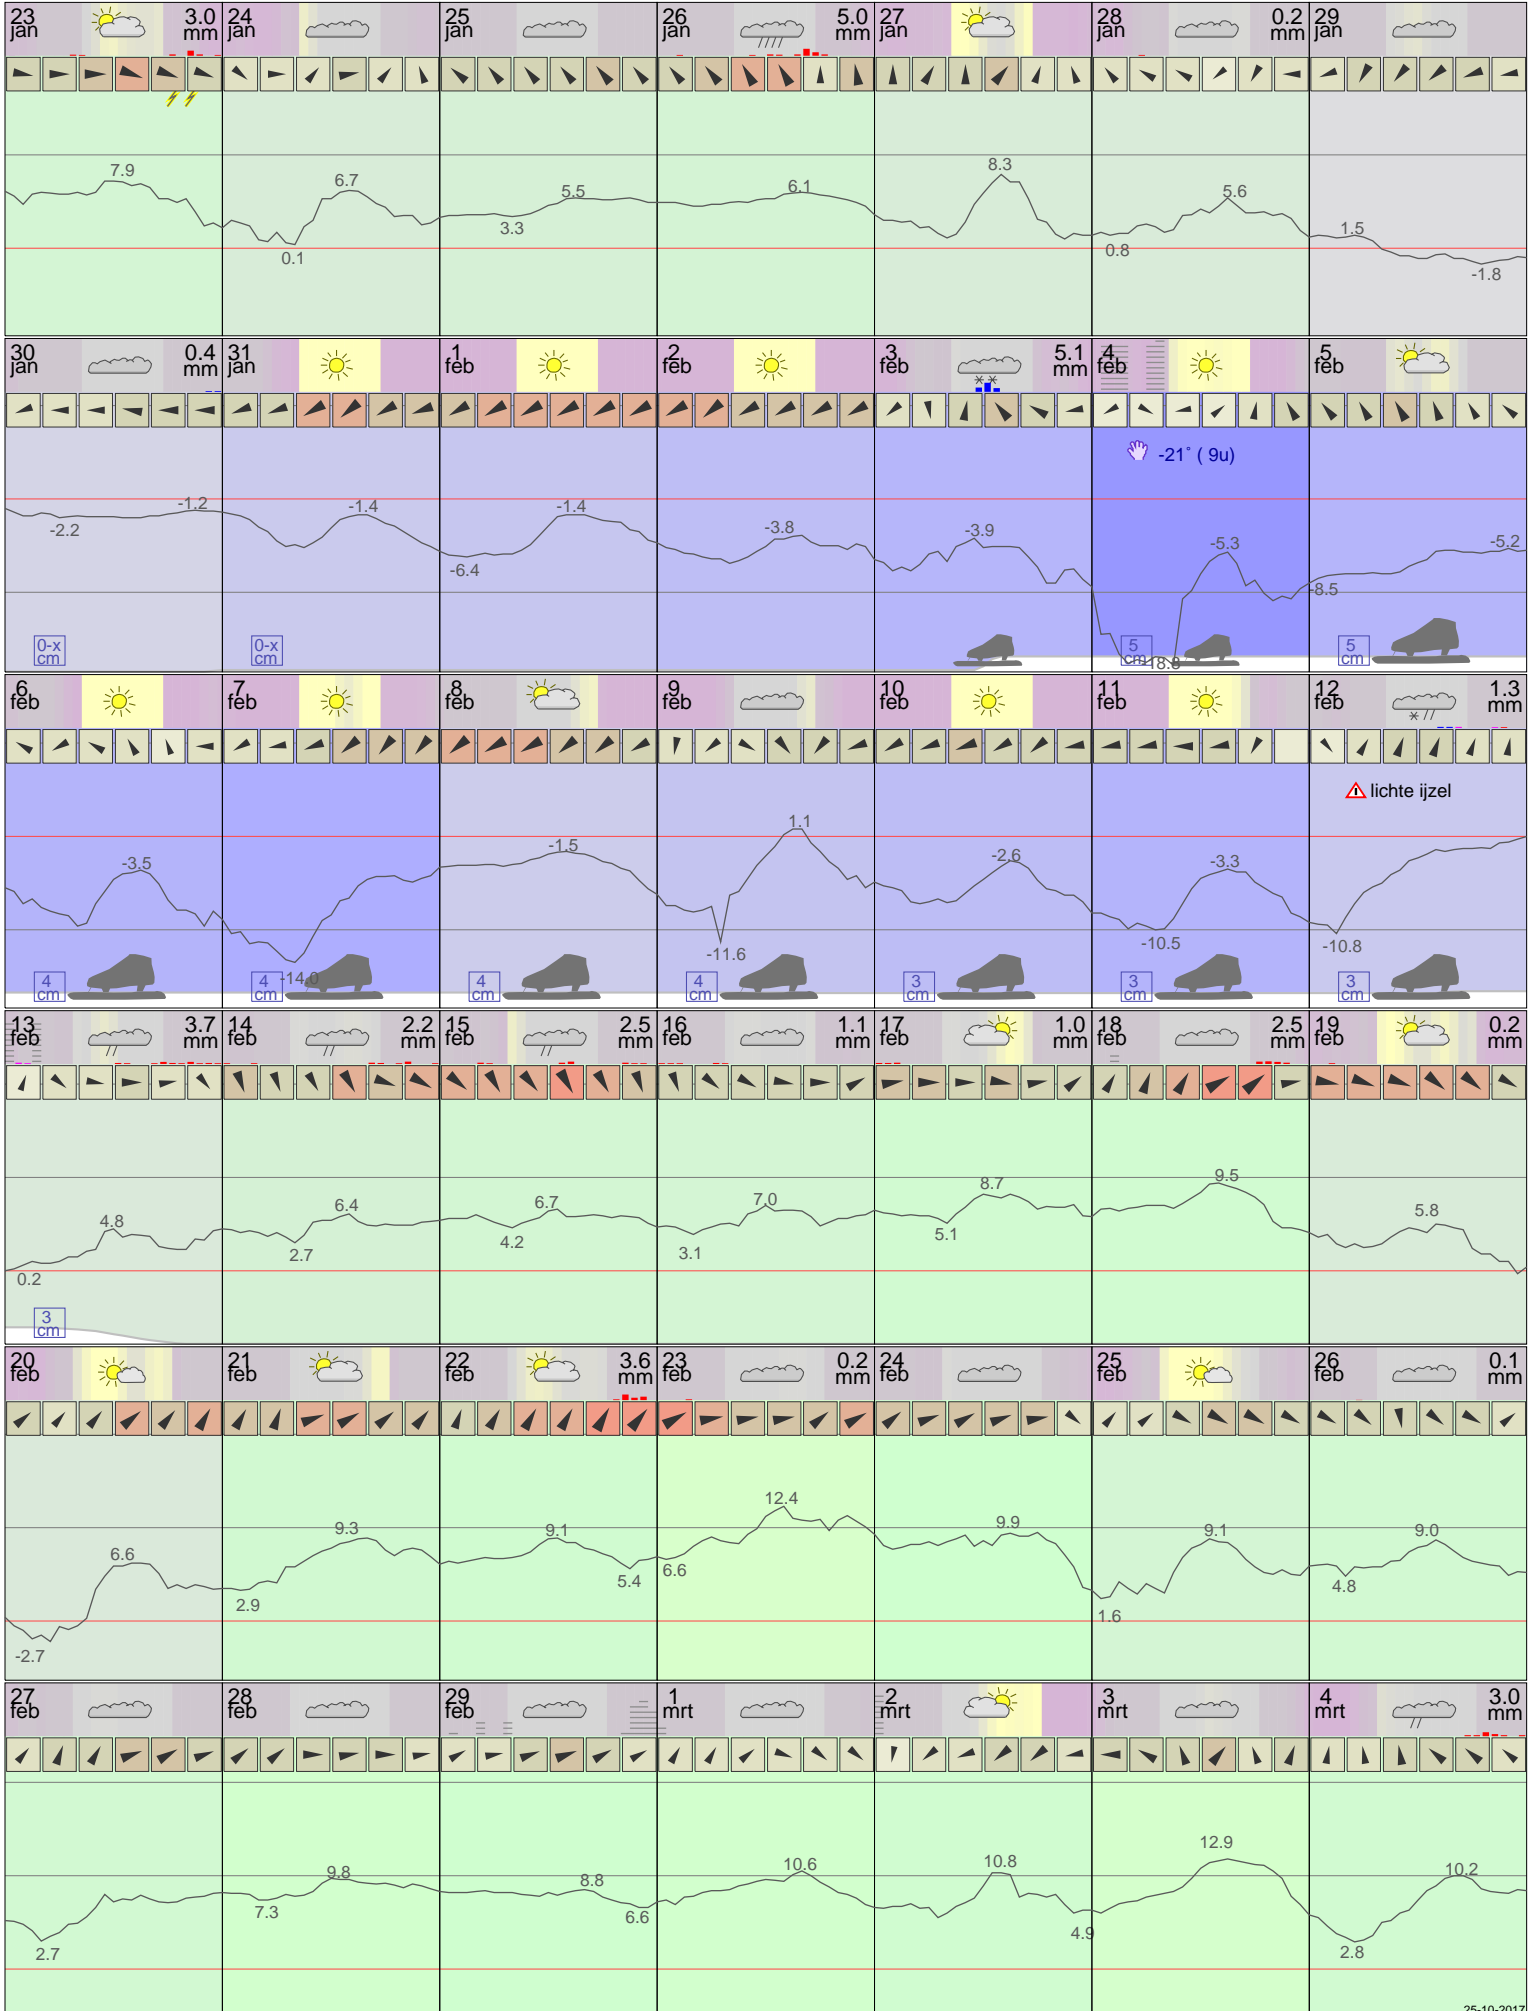 23 jan 3.0 mm
24 jan
25 jan
26 jan 5.0 mm
27 jan
28 jan 0.2 mm
29 jan
7.9
0.1
6.7
3.3
5.5
6.1
8.3
0.8
5.6
1.5
-1.8
30 jan 0.4 mm
31 jan
1 feb
2 feb
3 feb 5.1 mm
4 feb
5 feb
-21° ( 9u)
-2.2
-1.2
-1.4
-6.4
-1.4
-3.8
-3.9
-18.8
-5.3
-8.5
-5.2
0-x cm
0-x cm
5 cm
5 cm
6 feb
7 feb
8 feb
9 feb
10 feb
11 feb
12 feb 1.3 mm
lichte ijzel
-3.5
-14.0
-1.5
-11.6
1.1
-2.6
-10.5
-3.3
-10.8
4 cm
4 cm
4 cm
4 cm
3 cm
3 cm
3 cm
13 feb 3.7 mm
14 feb 2.2 mm
15 feb 2.5 mm
16 feb 1.1 mm
17 feb 1.0 mm
18 feb 2.5 mm
19 feb 0.2 mm
0.2
4.8
2.7
6.4
4.2
6.7
3.1
7.0
5.1
8.7
9.5
5.8
3 cm
20 feb
21 feb
22 feb 3.6 mm
23 feb 0.2 mm
24 feb
25 feb
26 feb 0.1 mm
-2.7
6.6
2.9
9.3
9.1
5.4
6.6
12.4
9.9
1.6
9.1
4.8
9.0
27 feb
28 feb
29 feb
1 mrt
2 mrt
3 mrt
4 mrt 3.0 mm
2.7
7.3
9.8
8.8
6.6
10.6
10.8
4.9
12.9
2.8
10.2
25-10-2017